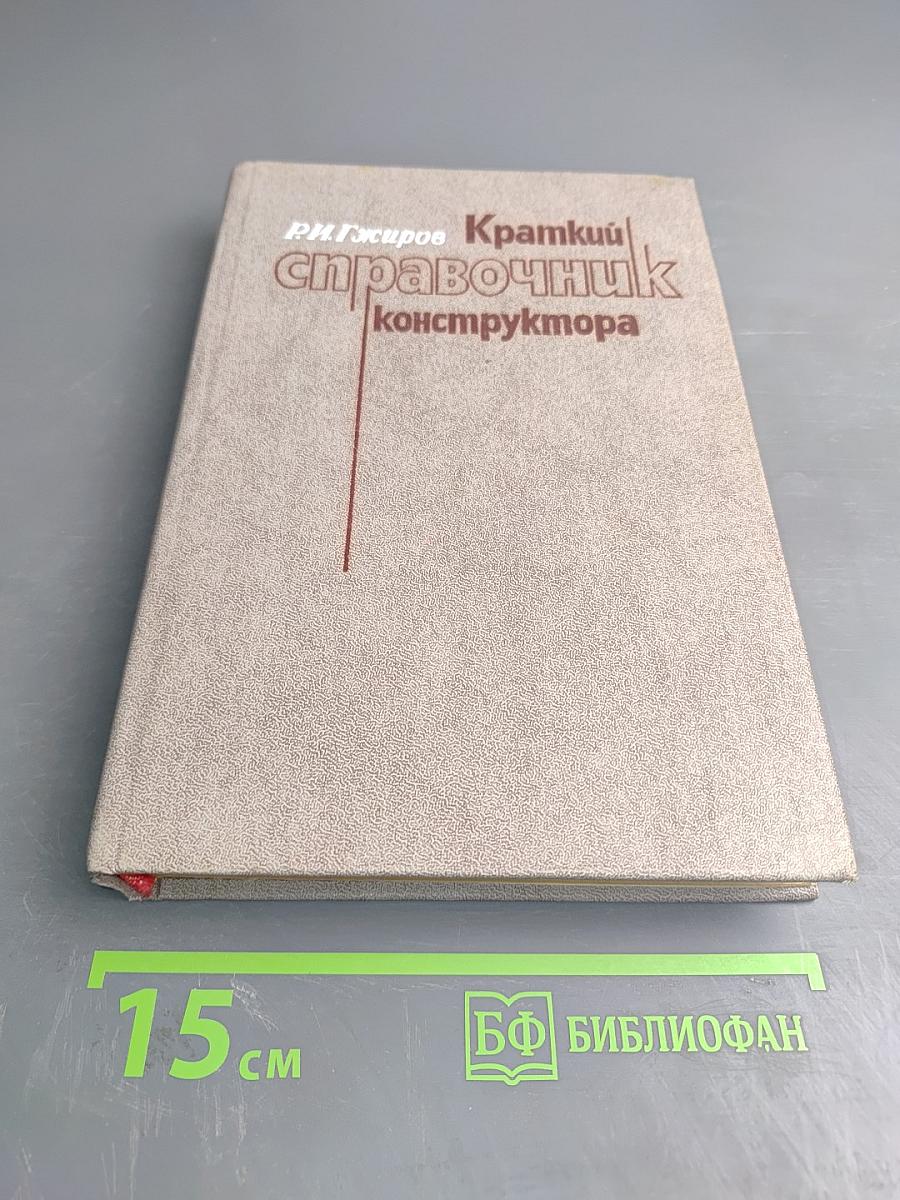 Р.И. Гжиров Краткий
справочник
конструктора
15 см
БФ БИБЛИОФАН